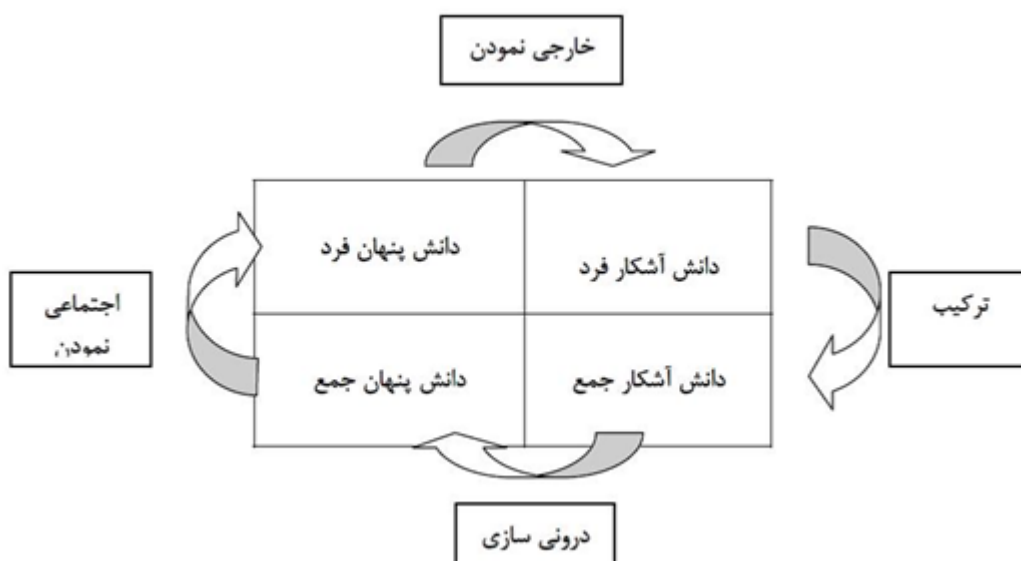 خارجی نمودن
دانش پنهان فرد
دانش آشکار فرد
اجتماعی
نمودن
ترکیب
دانش پنهان جمع
دانش آشکار جمع
درونی سازی